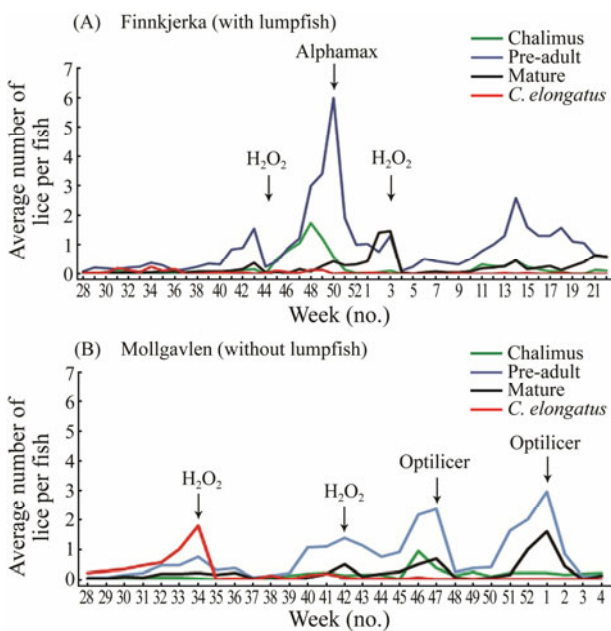 (A) Finnkjerka (with lumpfish)
Chalimus
Pre-adult
Mature
C. elongatus
Alphamax
H₂O₂
H₂O₂
Average number of
lice per fish
7
6
5
4
3
2
1
0
28 30 32 34 36 38 40 42 44 46 48 50 52 1 3 5 7 9 11 13 15 17 19 21
Week (no.)
(B) Mollgavlen (without lumpfish)
Chalimus
Pre-adult
Mature
C. elongatus
Optilicer
Optilicer
H₂O₂
H₂O₂
Average number of
lice per fish
7
6
5
4
3
2
1
0
28 29 30 31 32 33 34 35 36 37 38 39 40 41 42 43 44 45 46 47 48 49 50 51 52 1 2 3 4
Week (no.)